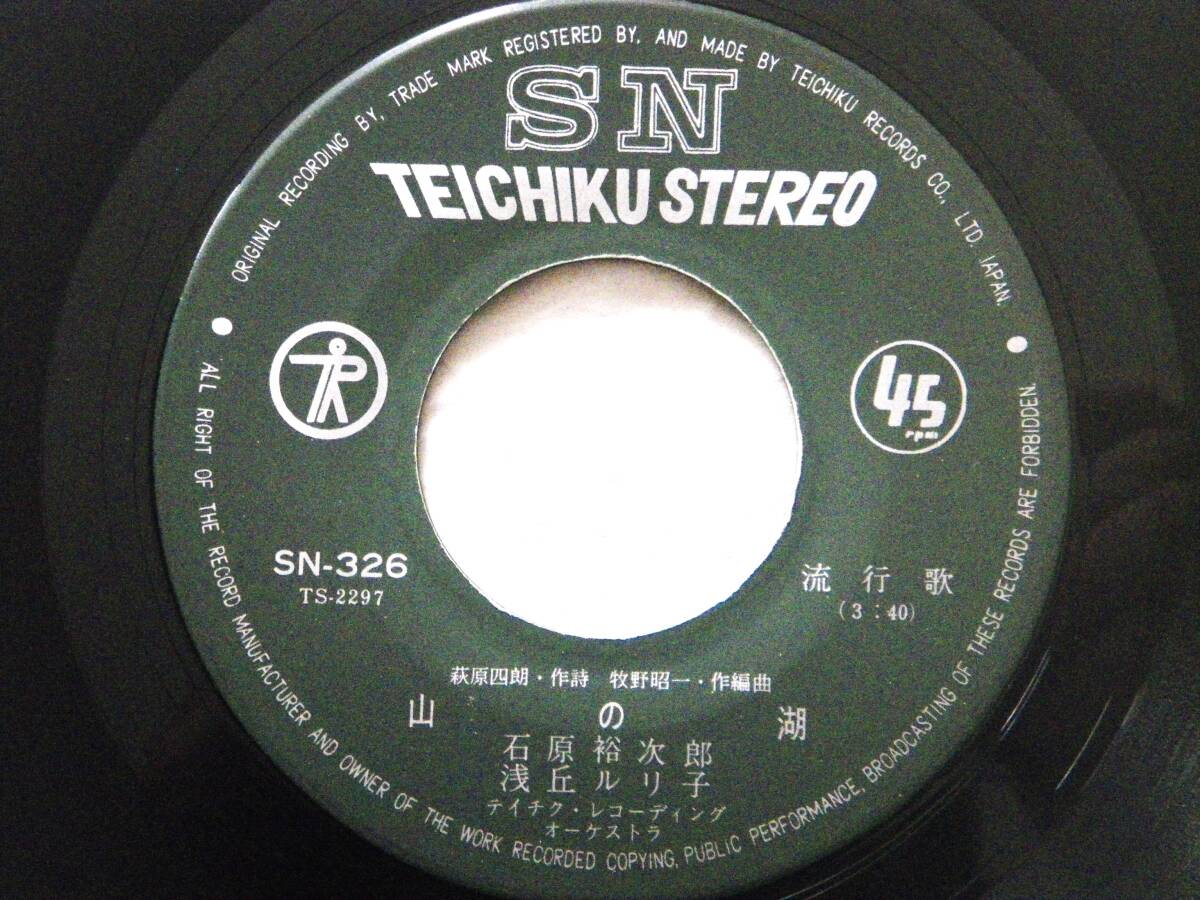 ORIGINAL RECORDING BY, TRADE MARK REGISTERED BY, AND MADE BY TEICHIKU RECORDS CO., LTD. JAPAN.
SN
TEICHIKU STEREO
TR
45
rpm
SN-326
TS-2297
流行歌
(3:40)
萩原四朗・作詩 牧野昭一・作編曲
山の湖
石原裕次郎
浅丘ルリ子
テイチク・レコーディング
オーケストラ
ALL RIGHT OF THE RECORD MANUFACTURER AND OWNER OF THE WORK RECORDED COPYING, PUBLIC PERFORMANCE, BROADCASTING OF THESE RECORDS ARE FORBIDDEN.